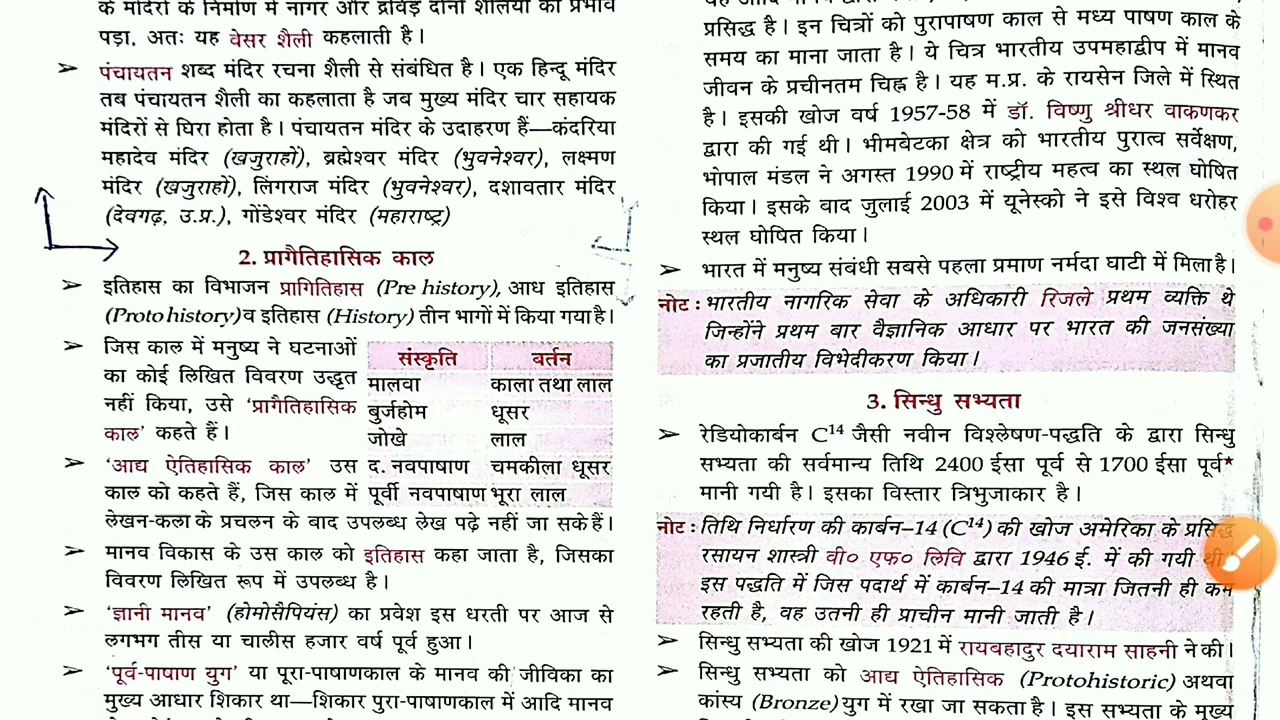 के मंदिरों के निर्माण में नागर और द्रविड़ दोनों शैलियों का प्रभाव
पड़ा, अतः यह वेसर शैली कहलाती है।
➢ पंचायतन शब्द मंदिर रचना शैली से संबंधित है। एक हिन्दू मंदिर
तब पंचायतन शैली का कहलाता है जब मुख्य मंदिर चार सहायक
मंदिरों से घिरा होता है। पंचायतन मंदिर के उदाहरण हैं—कंदरिया
महादेव मंदिर (खजुराहो), ब्रह्मेश्वर मंदिर (भुवनेश्वर), लक्ष्मण
मंदिर (खजुराहो), लिंगराज मंदिर (भुवनेश्वर), दशावतार मंदिर
(देवगढ़, उ.प्र.), गोंडेश्वर मंदिर (महाराष्ट्र)
2. प्रागैतिहासिक काल
➢ इतिहास का विभाजन प्रागितिहास (Pre history), आध इतिहास
(Proto history) व इतिहास (History) तीन भागों में किया गया है।
➢ जिस काल में मनुष्य ने घटनाओं
का कोई लिखित विवरण उद्धृत
नहीं किया, उसे 'प्रागैतिहासिक
काल' कहते हैं।
संस्कृति बर्तन
मालवा काला तथा लाल
बुर्जहोम धूसर
जोखे लाल
द. नवपाषाण चमकीला धूसर
पूर्वी नवपाषाण भूरा लाल
➢ 'आद्य ऐतिहासिक काल' उस
काल को कहते हैं, जिस काल में
लेखन-कला के प्रचलन के बाद उपलब्ध लेख पढ़े नहीं जा सके हैं।
➢ मानव विकास के उस काल को इतिहास कहा जाता है, जिसका
विवरण लिखित रूप में उपलब्ध है।
➢ 'ज्ञानी मानव' (होमोसैपियंस) का प्रवेश इस धरती पर आज से
लगभग तीस या चालीस हजार वर्ष पूर्व हुआ।
➢ 'पूर्व-पाषाण युग' या पूरा-पाषाणकाल के मानव की जीविका का
मुख्य आधार शिकार था—शिकार पुरा-पाषाणकाल में आदि मानव
प्रसिद्ध है। इन चित्रों को पुरापाषाण काल से मध्य पाषण काल के
समय का माना जाता है। ये चित्र भारतीय उपमहाद्वीप में मानव
जीवन के प्रचीनतम चिह्न है। यह म.प्र. के रायसेन जिले में स्थित
है। इसकी खोज वर्ष 1957-58 में डॉ. विष्णु श्रीधर वाकणकर
द्वारा की गई थी। भीमबेटका क्षेत्र को भारतीय पुरात्व सर्वेक्षण,
भोपाल मंडल ने अगस्त 1990 में राष्ट्रीय महत्व का स्थल घोषित
किया। इसके बाद जुलाई 2003 में यूनेस्को ने इसे विश्व धरोहर
स्थल घोषित किया।
➢ भारत में मनुष्य संबंधी सबसे पहला प्रमाण नर्मदा घाटी में मिला है।
नोट : भारतीय नागरिक सेवा के अधिकारी रिजले प्रथम व्यक्ति थे
जिन्होंने प्रथम बार वैज्ञानिक आधार पर भारत की जनसंख्या
का प्रजातीय विभेदीकरण किया।
3. सिन्धु सभ्यता
➢ रेडियोकार्बन C¹⁴ जैसी नवीन विश्लेषण-पद्धति के द्वारा सिन्धु
सभ्यता की सर्वमान्य तिथि 2400 ईसा पूर्व से 1700 ईसा पूर्व*
मानी गयी है। इसका विस्तार त्रिभुजाकार है।
नोट : तिथि निर्धारण की कार्बन–14 (C¹⁴) की खोज अमेरिका के प्रसिद्ध
रसायन शास्त्री वी० एफ० लिवि द्वारा 1946 ई. में की गयी थी
इस पद्धति में जिस पदार्थ में कार्बन–14 की मात्रा जितनी ही कम
रहती है, वह उतनी ही प्राचीन मानी जाती है।
➢ सिन्धु सभ्यता की खोज 1921 में रायबहादुर दयाराम साहनी ने की।
➢ सिन्धु सभ्यता को आद्य ऐतिहासिक (Protohistoric) अथवा
कांस्य (Bronze) युग में रखा जा सकता है। इस सभ्यता के मुख्य